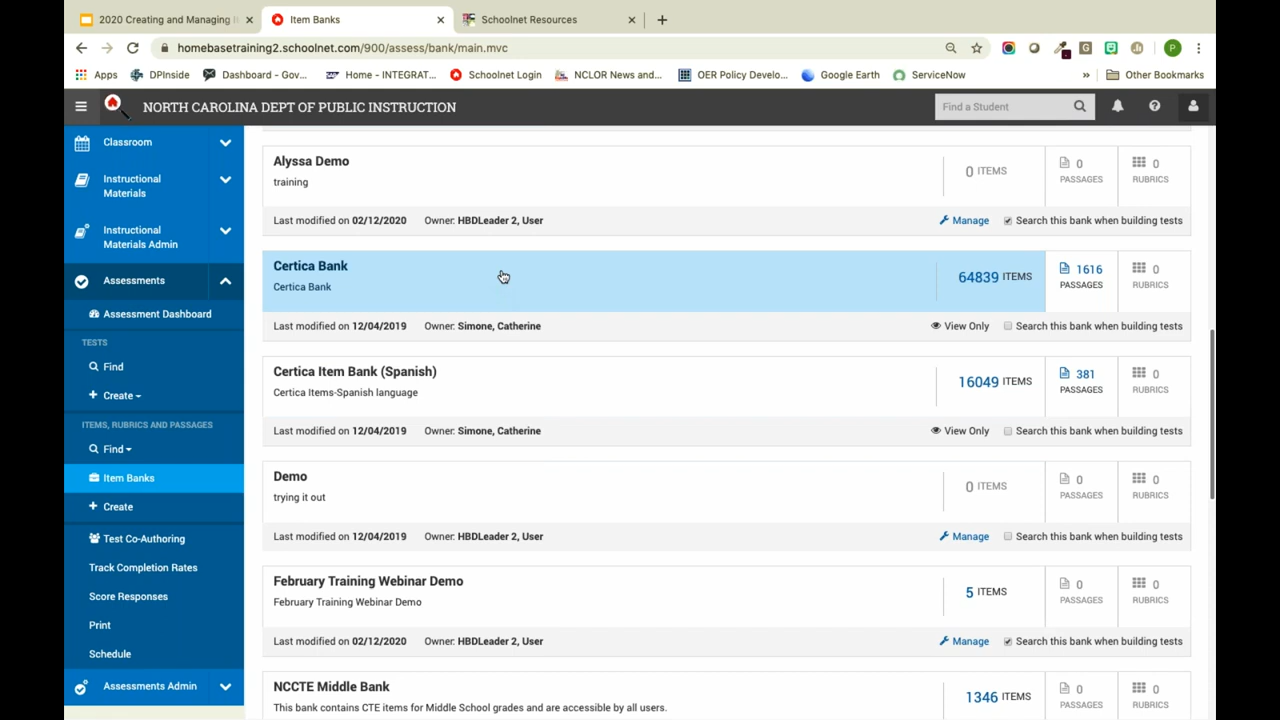 2020 Creating and Managing
Item Banks
Schoolnet Resources
homebasetraining2.schoolnet.com/900/assess/bank/main.mvc
Apps
DPInside
Dashboard - Gov...
Home - INTEGRAT...
Schoolnet Login
NCLOR News and...
OER Policy Develo...
Google Earth
ServiceNow
»
Other Bookmarks
NORTH CAROLINA DEPT OF PUBLIC INSTRUCTION
Find a Student
Classroom
Instructional
Materials
Instructional
Materials Admin
Assessments
Assessment Dashboard
TESTS
Find
+ Create
ITEMS, RUBRICS AND PASSAGES
Find
Item Banks
+ Create
Test Co-Authoring
Track Completion Rates
Score Responses
Print
Schedule
Assessments Admin
Alyssa Demo
training
0 ITEMS
0
PASSAGES
0
RUBRICS
Last modified on 02/12/2020 Owner: HBDLeader 2, User
Manage
Search this bank when building tests
Certica Bank
Certica Bank
64839 ITEMS
1616
PASSAGES
0
RUBRICS
Last modified on 12/04/2019 Owner: Simone, Catherine
View Only
Search this bank when building tests
Certica Item Bank (Spanish)
Certica Items-Spanish language
16049 ITEMS
381
PASSAGES
0
RUBRICS
Last modified on 12/04/2019 Owner: Simone, Catherine
View Only
Search this bank when building tests
Demo
trying it out
0 ITEMS
0
PASSAGES
0
RUBRICS
Last modified on 12/04/2019 Owner: HBDLeader 2, User
Manage
Search this bank when building tests
February Training Webinar Demo
February Training Webinar Demo
5 ITEMS
0
PASSAGES
0
RUBRICS
Last modified on 02/12/2020 Owner: HBDLeader 2, User
Manage
Search this bank when building tests
NCCTE Middle Bank
This bank contains CTE items for Middle School grades and are accessible by all users.
1346 ITEMS
0
PASSAGES
0
RUBRICS